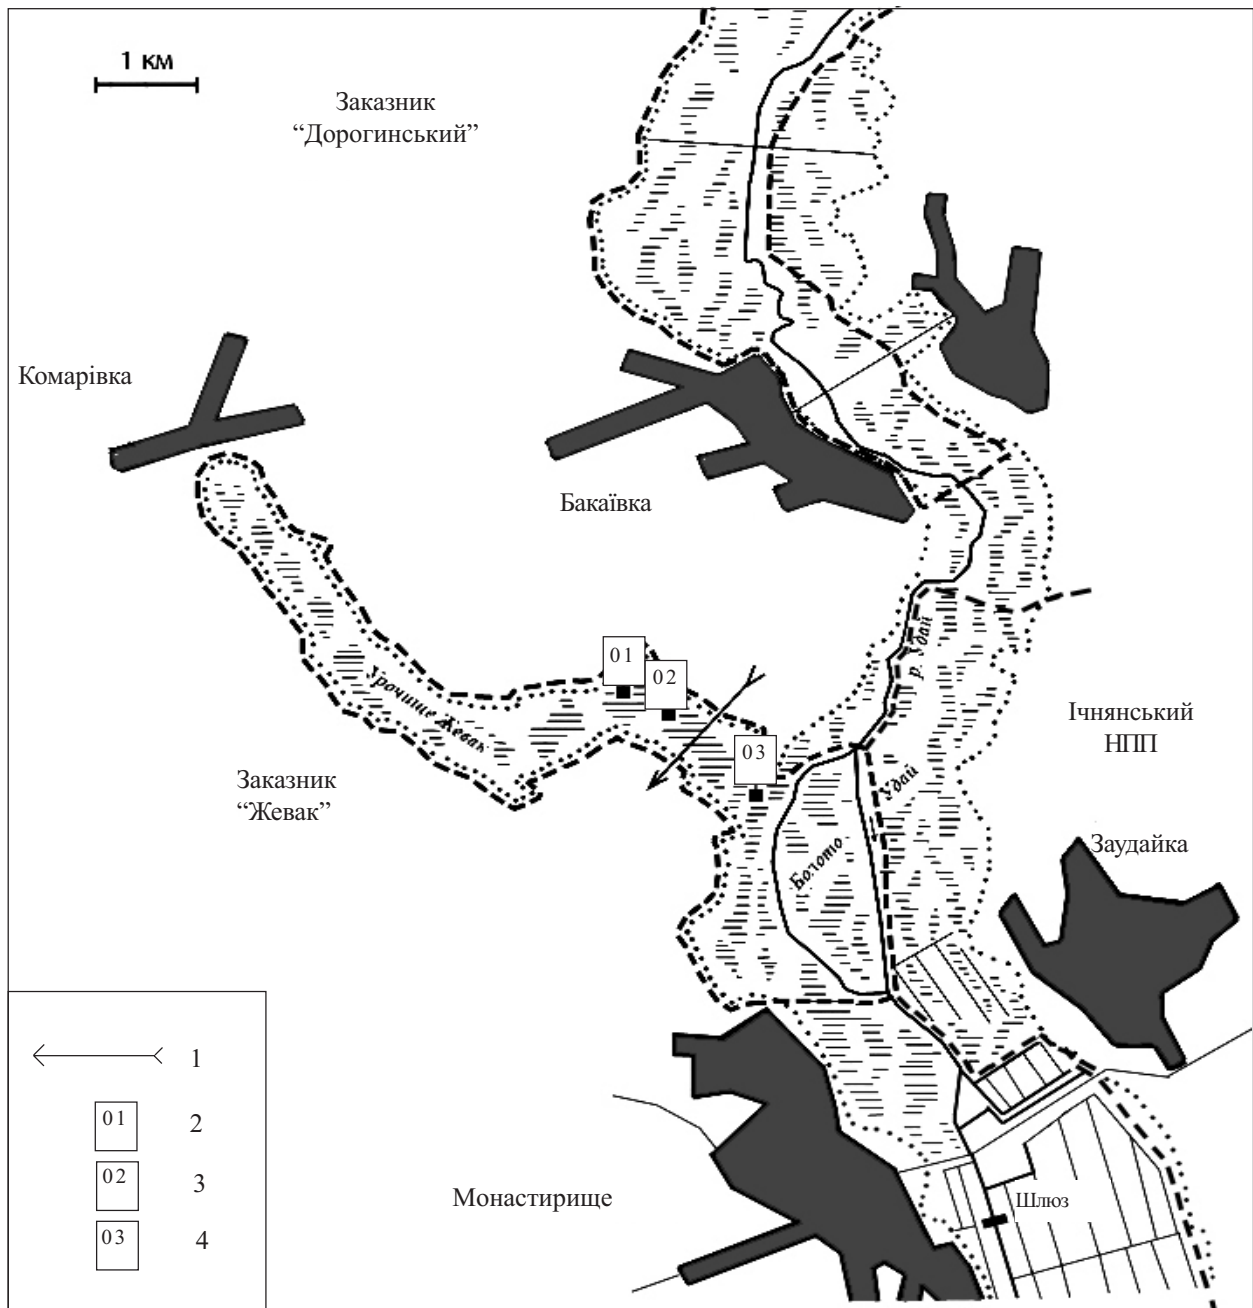 1 км
Заказник
“Дорогинський”
Комарівка
Бакаївка
01
02
03
р. Удай
Урочище Жевак
Ічнянський
НПП
Заказник
“Жевак”
Удай
Болото
Заудайка
Монастирище
Шлюз
1
01 2
02 3
03 4